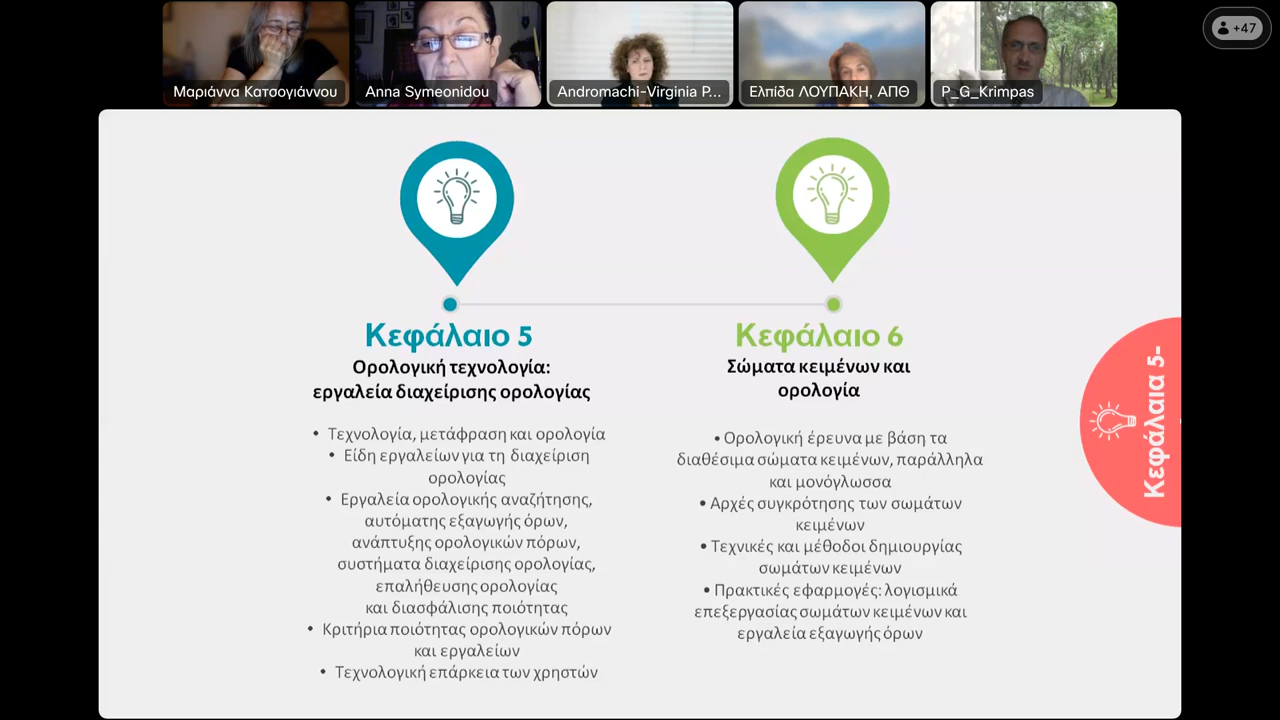 Μαριάννα Κατσογιάννου
Anna Symeonidou
Andromachi-Virginia P...
Ελπίδα ΛΟΥΠΑΚΗ, ΑΠΘ
P_G_Krimpas
+47
Κεφάλαιο 5
Ορολογική τεχνολογία:
εργαλεία διαχείρισης ορολογίας
• Τεχνολογία, μετάφραση και ορολογία
• Είδη εργαλείων για τη διαχείριση
ορολογίας
• Εργαλεία ορολογικής αναζήτησης,
αυτόματης εξαγωγής όρων,
ανάπτυξης ορολογικών πόρων,
συστήματα διαχείρισης ορολογίας,
επαλήθευσης ορολογίας
και διασφάλισης ποιότητας
• Κριτήρια ποιότητας ορολογικών πόρων
και εργαλείων
• Τεχνολογική επάρκεια των χρηστών
Κεφάλαιο 6
Σώματα κειμένων και
ορολογία
• Ορολογική έρευνα με βάση τα
διαθέσιμα σώματα κειμένων, παράλληλα
και μονόγλωσσα
• Αρχές συγκρότησης των σωμάτων
κειμένων
• Τεχνικές και μέθοδοι δημιουργίας
σωμάτων κειμένων
• Πρακτικές εφαρμογές: λογισμικά
επεξεργασίας σωμάτων κειμένων και
εργαλεία εξαγωγής όρων
Κεφάλαια 5-